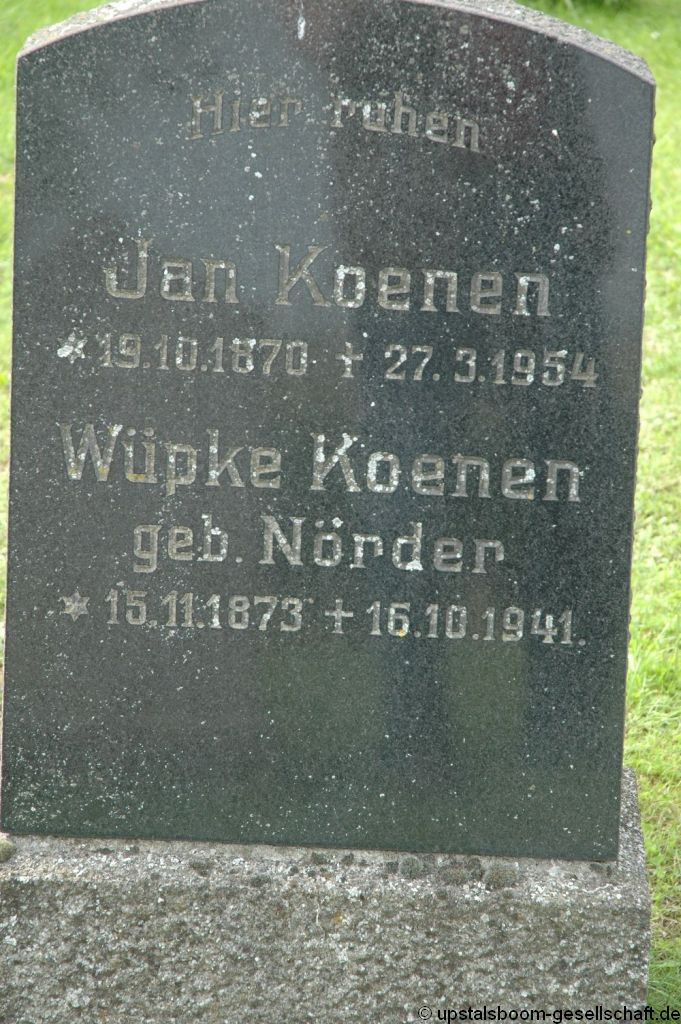 Hier ruhen
Jan Koenen
* 19.10.1870 † 27.3.1954
Wüpke Koenen
geb. Nörder
* 15.11.1873 † 16.10.1941.
© upstalsboom-gesellschaft.de